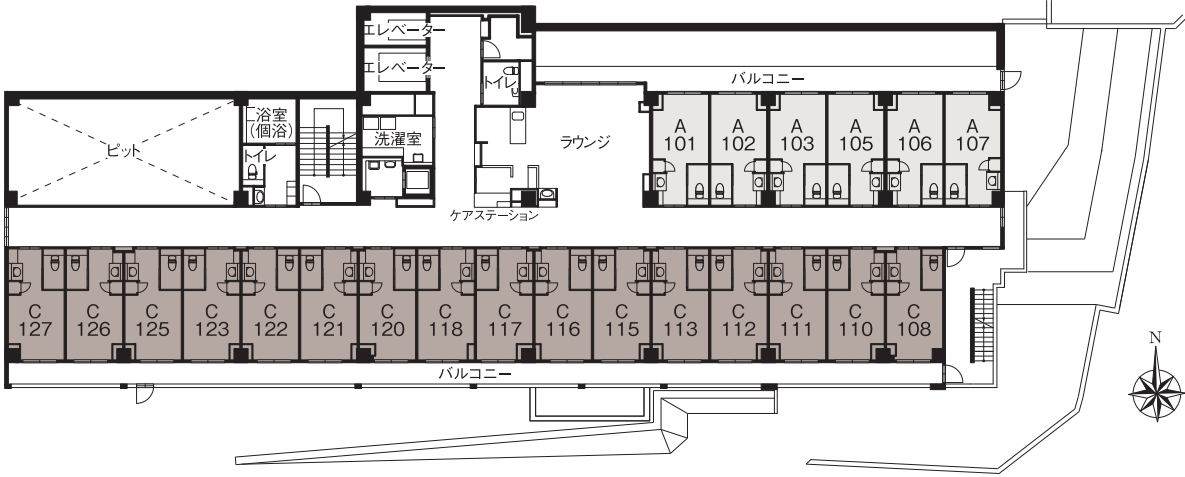 エレベーター
エレベーター
トイレ
バルコニー
浴室
(個浴)
ピット
トイレ
洗濯室
ラウンジ
ケアステーション
A
101
A
102
A
103
A
105
A
106
A
107
C
127
C
126
C
125
C
123
C
122
C
121
C
120
C
118
C
117
C
116
C
115
C
113
C
112
C
111
C
110
C
108
バルコニー
N